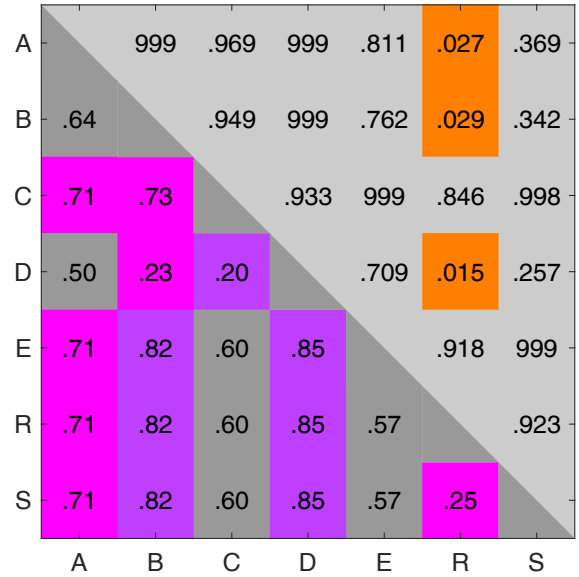 A 999 .969 999 .811 .027 .369
B .64 .949 999 .762 .029 .342
C .71 .73 .933 999 .846 .998
D .50 .23 .20 .709 .015 .257
E .71 .82 .60 .85 .918 999
R .71 .82 .60 .85 .57 .923
S .71 .82 .60 .85 .57 .25
A B C D E R S